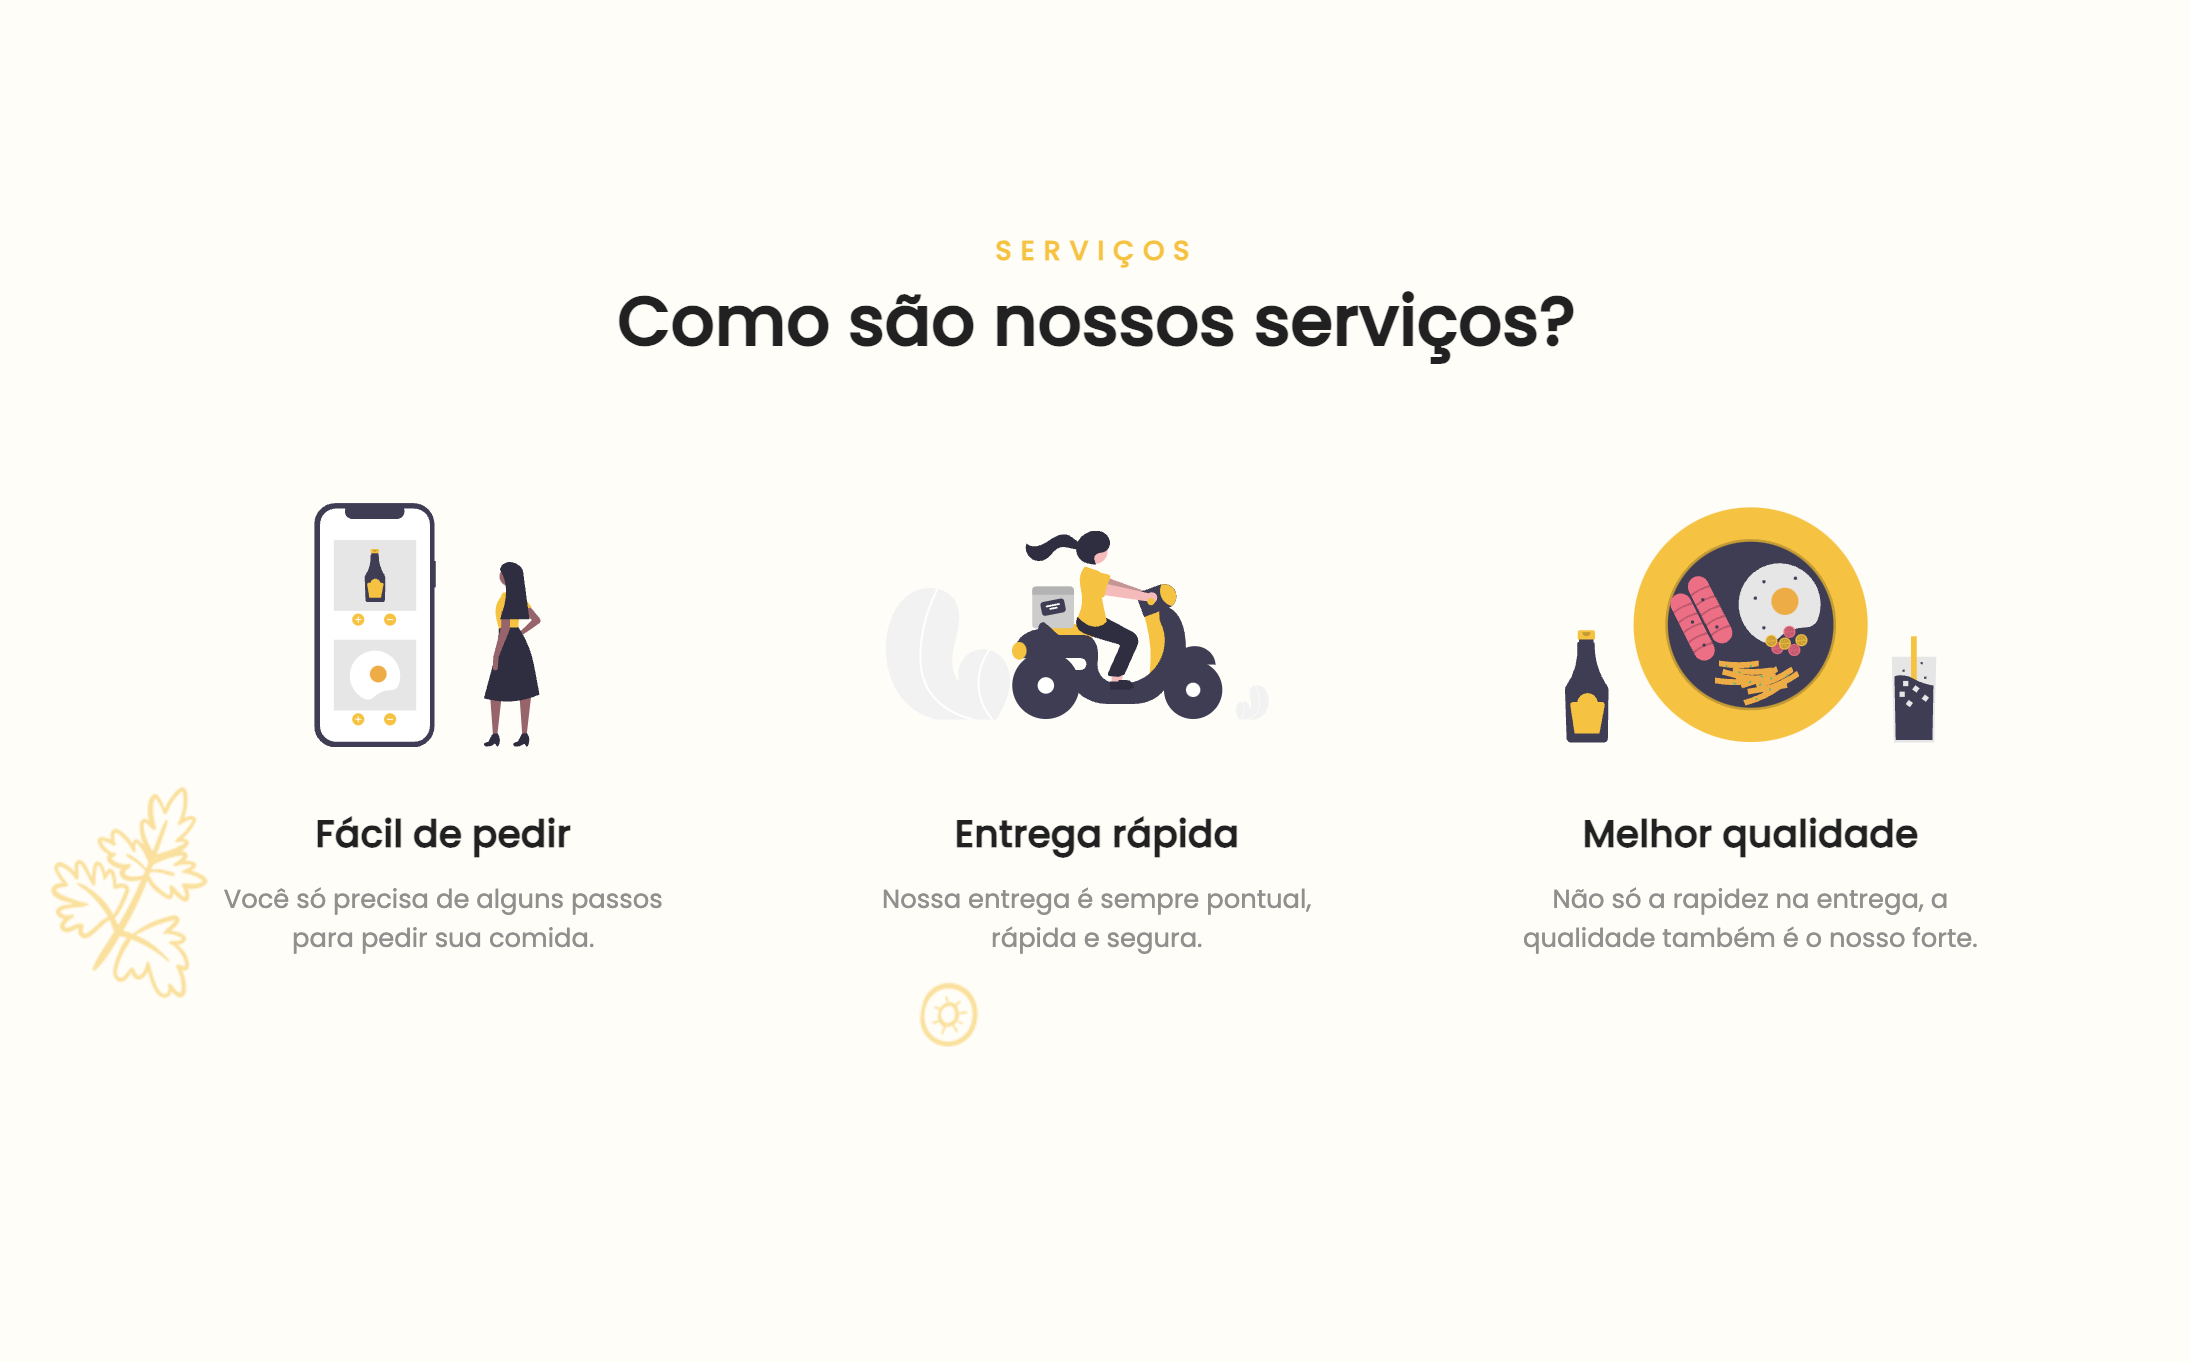 SERVIÇOS
Como são nossos serviços?
Fácil de pedir
Você só precisa de alguns passos
para pedir sua comida.
Entrega rápida
Nossa entrega é sempre pontual,
rápida e segura.
Melhor qualidade
Não só a rapidez na entrega, a
qualidade também é o nosso forte.